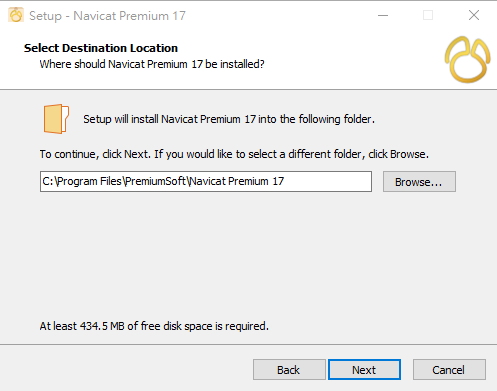 Setup - Navicat Premium 17
Select Destination Location
Where should Navicat Premium 17 be installed?
Setup will install Navicat Premium 17 into the following folder.
To continue, click Next. If you would like to select a different folder, click Browse.
C:\Program Files\PremiumSoft\Navicat Premium 17
Browse...
At least 434.5 MB of free disk space is required.
Back
Next
Cancel